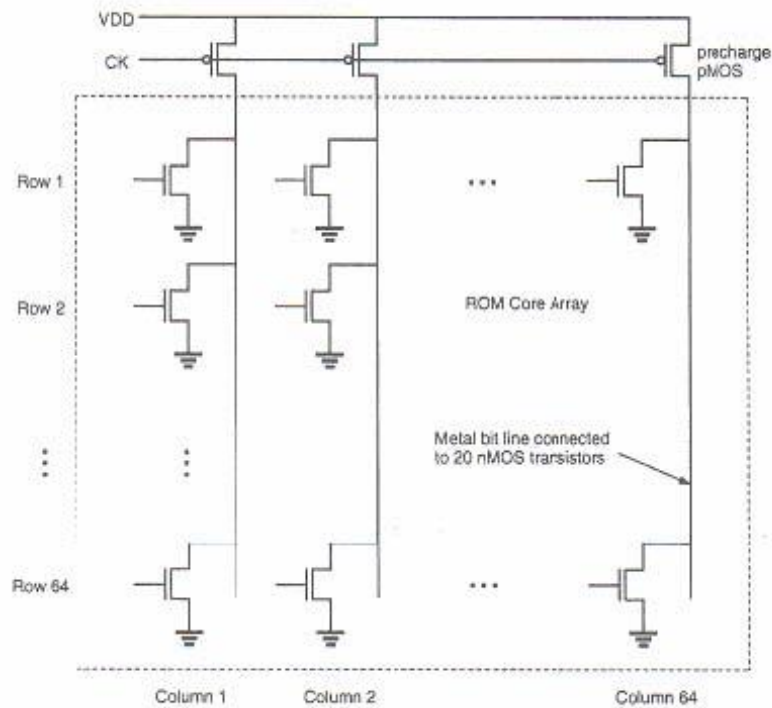 VDD
CK
precharge
pMOS
Row 1
Row 2
ROM Core Array
Metal bit line connected
to 20 nMOS transistors
Row 64
Column 1
Column 2
Column 64